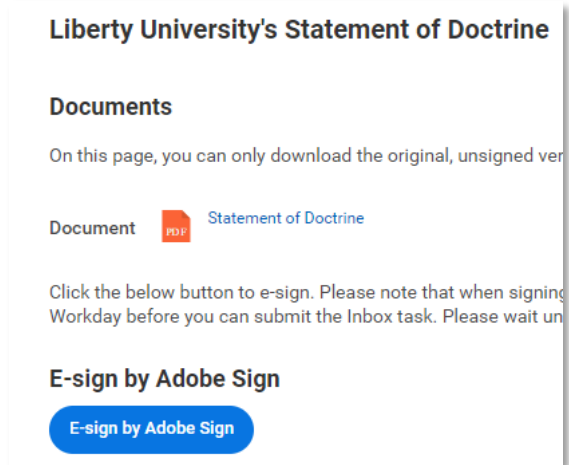 Liberty University's Statement of Doctrine
Documents
On this page, you can only download the original, unsigned ver
Document PDF Statement of Doctrine
Click the below button to e-sign. Please note that when signing
Workday before you can submit the Inbox task. Please wait un
E-sign by Adobe Sign
E-sign by Adobe Sign